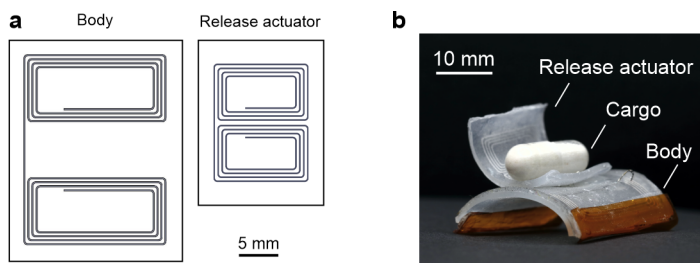 a
Body
Release actuator
5 mm
b
10 mm
Release actuator
Cargo
Body